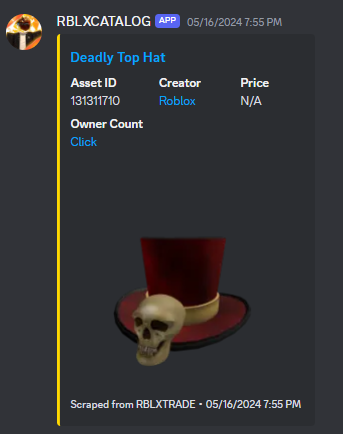 RBLXCATALOG APP 05/16/2024 7:55 PM
Deadly Top Hat
Asset ID Creator Price
131311710 Roblox N/A
Owner Count
Click
Scraped from RBLXTRADE • 05/16/2024 7:55 PM